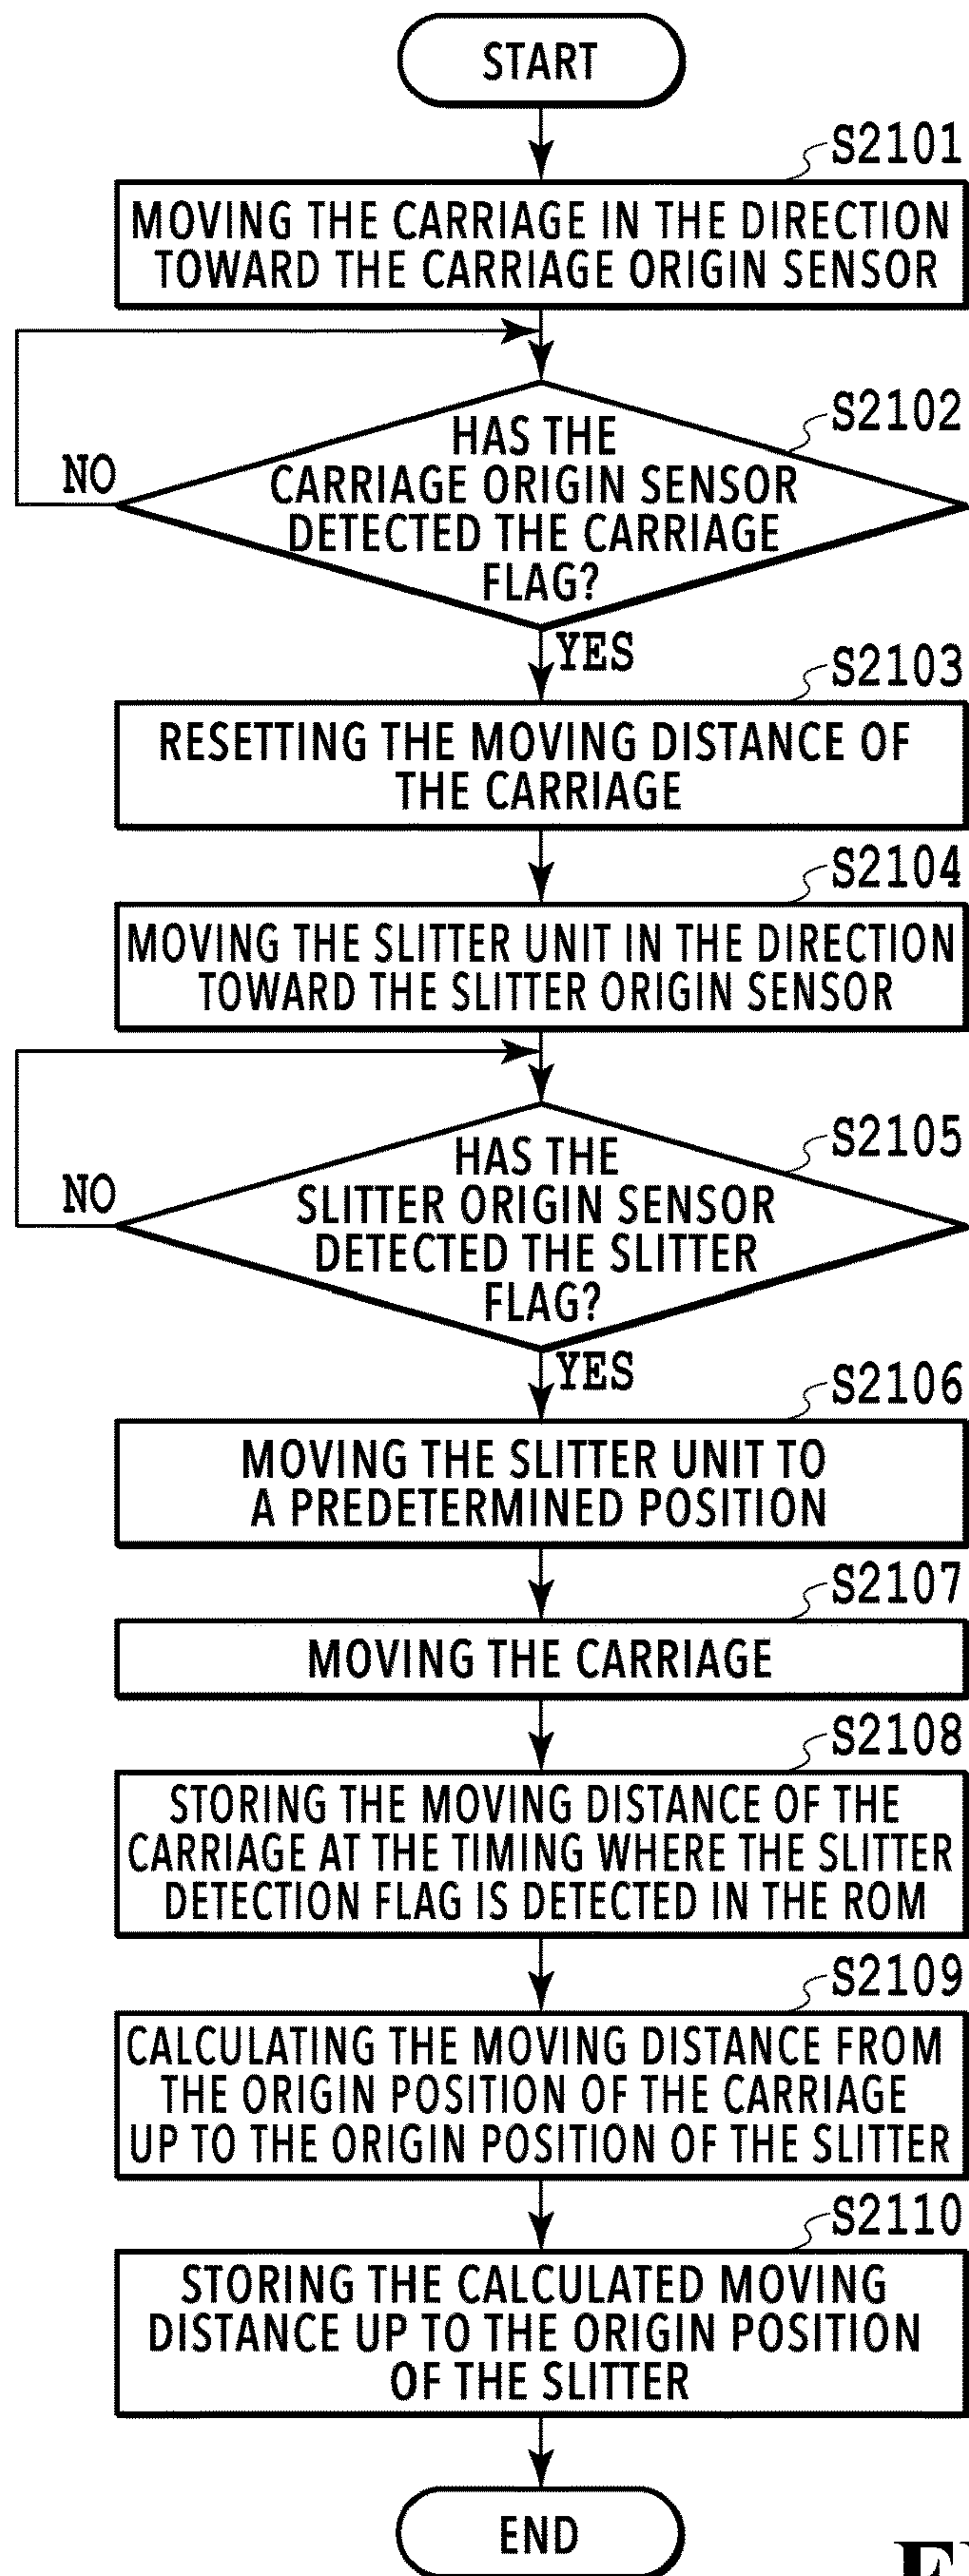 START
S2101
MOVING THE CARRIAGE IN THE DIRECTION
TOWARD THE CARRIAGE ORIGIN SENSOR
S2102
HAS THE
CARRIAGE ORIGIN SENSOR
DETECTED THE CARRIAGE
FLAG?
NO
YES
S2103
RESETTING THE MOVING DISTANCE OF
THE CARRIAGE
S2104
MOVING THE SLITTER UNIT IN THE DIRECTION
TOWARD THE SLITTER ORIGIN SENSOR
S2105
HAS THE
SLITTER ORIGIN SENSOR
DETECTED THE SLITTER
FLAG?
NO
YES
S2106
MOVING THE SLITTER UNIT TO
A PREDETERMINED POSITION
S2107
MOVING THE CARRIAGE
S2108
STORING THE MOVING DISTANCE OF THE
CARRIAGE AT THE TIMING WHERE THE SLITTER
DETECTION FLAG IS DETECTED IN THE ROM
S2109
CALCULATING THE MOVING DISTANCE FROM
THE ORIGIN POSITION OF THE CARRIAGE
UP TO THE ORIGIN POSITION OF THE SLITTER
S2110
STORING THE CALCULATED MOVING
DISTANCE UP TO THE ORIGIN POSITION
OF THE SLITTER
END